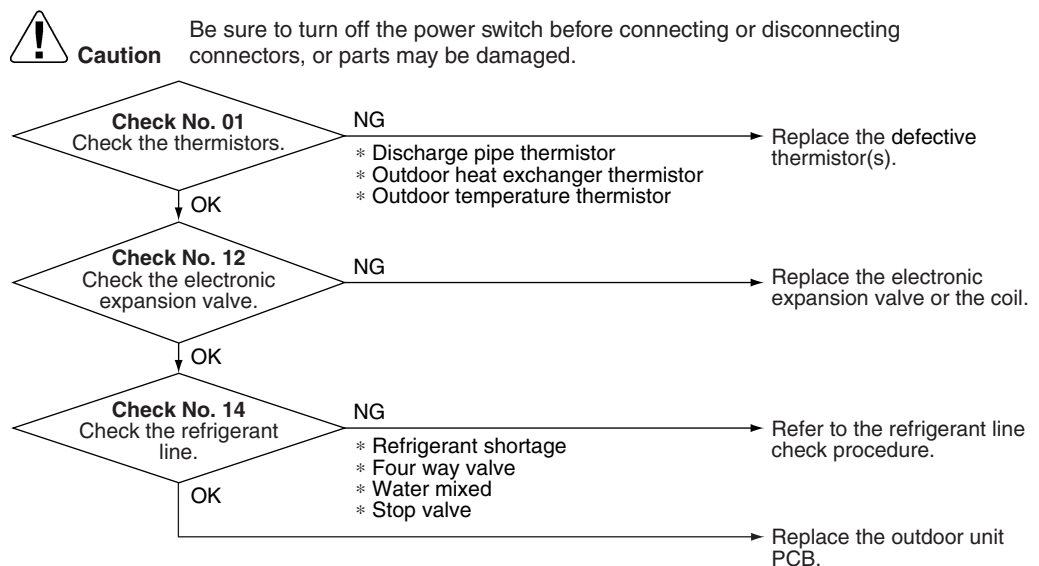 Be sure to turn off the power switch before connecting or disconnecting
Caution connectors, or parts may be damaged.
Check No. 01
Check the thermistors.
NG
∗ Discharge pipe thermistor
∗ Outdoor heat exchanger thermistor
∗ Outdoor temperature thermistor
Replace the defective
thermistor(s).
OK
Check No. 12
Check the electronic
expansion valve.
NG
Replace the electronic
expansion valve or the coil.
OK
Check No. 14
Check the refrigerant
line.
NG
∗ Refrigerant shortage
∗ Four way valve
∗ Water mixed
∗ Stop valve
Refer to the refrigerant line
check procedure.
OK
Replace the outdoor unit
PCB.